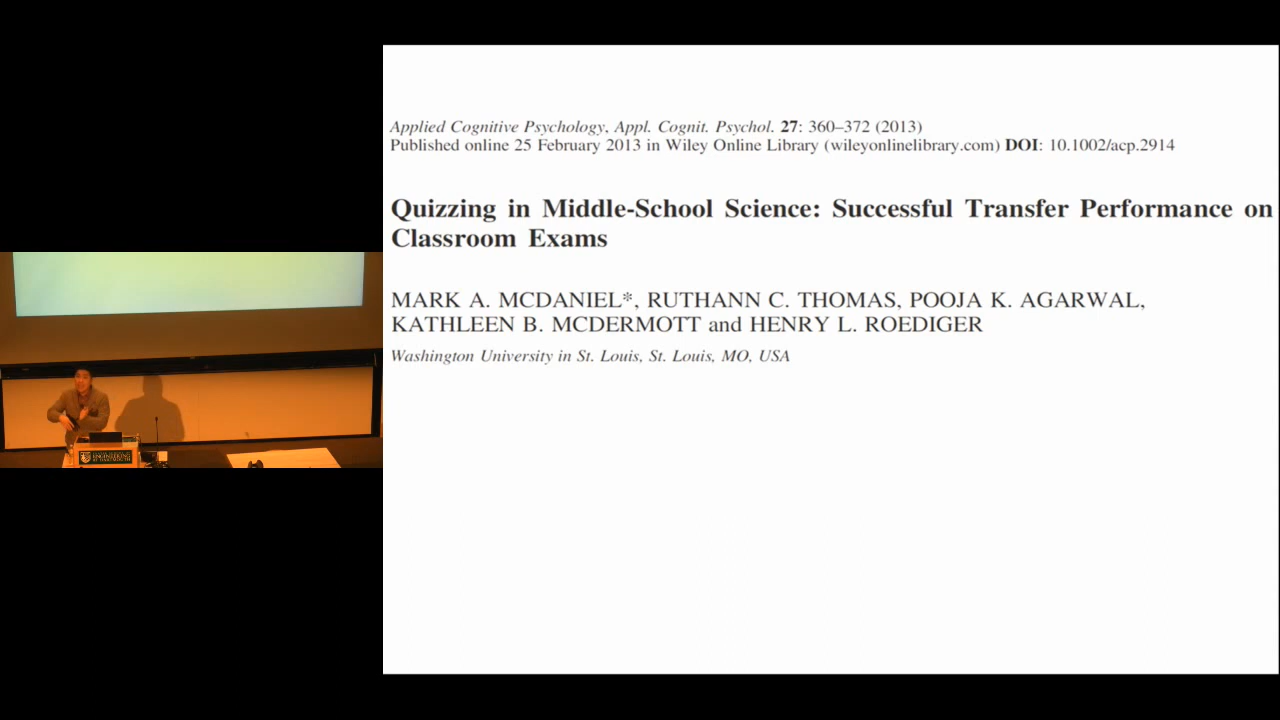 Applied Cognitive Psychology, Appl. Cognit. Psychol. 27: 360–372 (2013)
Published online 25 February 2013 in Wiley Online Library (wileyonlinelibrary.com) DOI: 10.1002/acp.2914
Quizzing in Middle-School Science: Successful Transfer Performance on
Classroom Exams
MARK A. MCDANIEL*, RUTHANN C. THOMAS, POOJA K. AGARWAL,
KATHLEEN B. MCDERMOTT and HENRY L. ROEDIGER
Washington University in St. Louis, St. Louis, MO, USA
ENGINEERING
AT DARTMOUTH